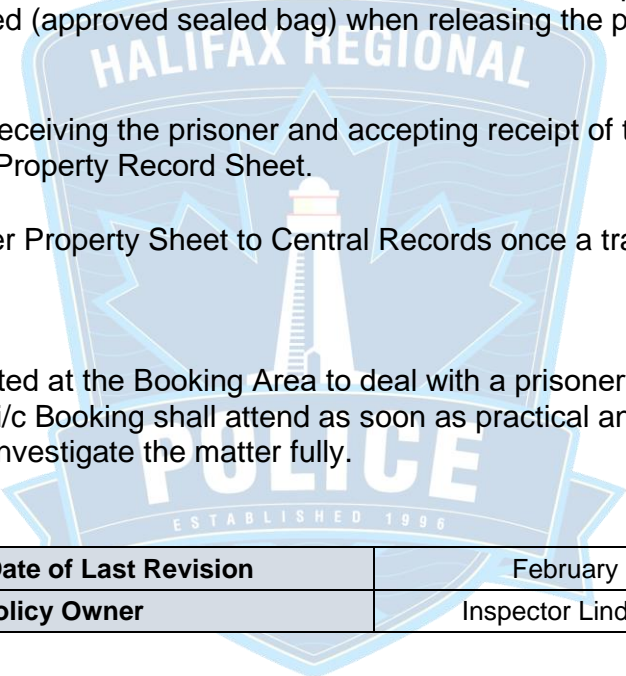 ed (approved sealed bag) when releasing the p
HALIFAX REGIONAL
eceiving the prisoner and accepting receipt of t
Property Record Sheet.
er Property Sheet to Central Records once a tra
ted at the Booking Area to deal with a prisoner
i/c Booking shall attend as soon as practical an
nvestigate the matter fully.
POLICE
ESTABLISHED 1996
Date of Last Revision February
olicy Owner Inspector Lind